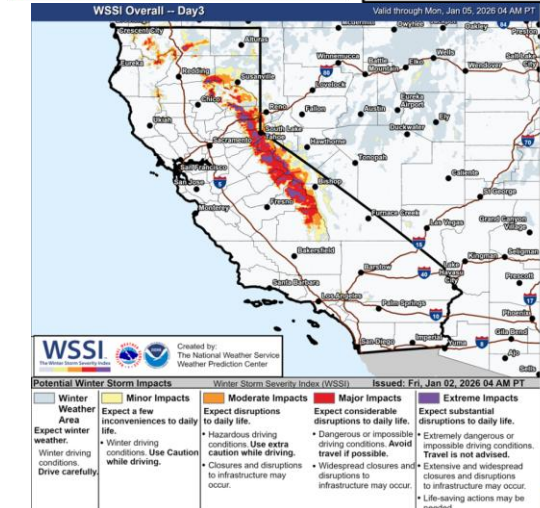 WSSI Overall -- Day3
Valid through Mon, Jan 05, 2026 04 AM PT
Crescent City
Alturas
Eureka
Redding
Susanville
Winnemucca
Battle Mountain
Elko
Wells
Wendover
Salt Lake City
80
Lovelock
Chico
Reno
Fallon
Austin
Eureka Airport
Ely
Ukiah
South Lake Tahoe
Duckwater
Sacramento
Hawthorne
70
Tonopah
San Francisco
San Jose
5
Bishop
Caliente
St George
Monterey
Fresno
Furnace Creek
Grand Canyon Village
Las Vegas
15
Bakersfield
Kingman
Seligman
Barstow
40
Lake Havasu City
Santa Barbara
Prescott
Los Angeles
Palm Springs
17
10
Phoenix
San Diego
Imperial
Yuma
8
Gila Bend
Ajo
Sells
WSSI
The Winter Storm Severity Index
Created by:
The National Weather Service
Weather Prediction Center
Potential Winter Storm Impacts
Winter Storm Severity Index (WSSI)
Issued: Fri, Jan 02, 2026 04 AM PT
Winter
Weather
Area
Expect winter
weather.
Winter driving
conditions.
Drive carefully.
Minor Impacts
Expect a few
inconveniences to daily
life.
• Winter driving
conditions. Use Caution
while driving.
Moderate Impacts
Expect disruptions
to daily life.
• Hazardous driving
conditions. Use extra
caution while driving.
• Closures and disruptions
to infrastructure may
occur.
Major Impacts
Expect considerable
disruptions to daily life.
• Dangerous or impossible
driving conditions. Avoid
travel if possible.
• Widespread closures and
disruptions to
infrastructure may occur.
Extreme Impacts
Expect substantial
disruptions to daily life.
• Extremely dangerous or
impossible driving conditions.
Travel is not advised.
• Extensive and widespread
closures and disruptions
to infrastructure may occur.
• Life-saving actions may be
needed.